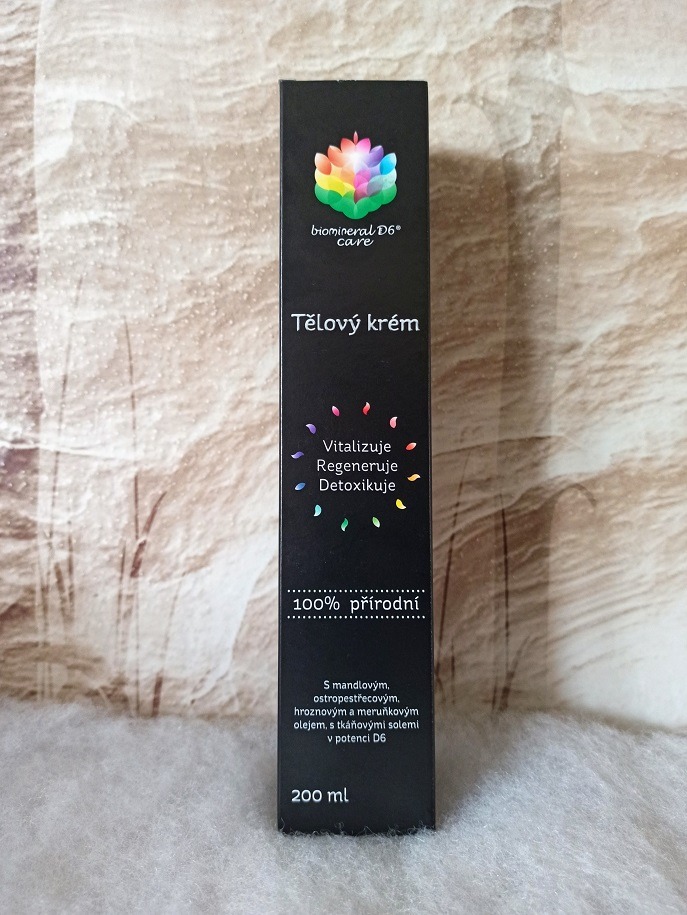 biomineral D6®
care
Tělový krém
Vitalizuje
Regeneruje
Detoxikuje
100% přírodní
S mandlovým,
ostropestřecovým,
hroznovým a meruňkovým
olejem, s tkáňovými solemi
v potenci D6
200 ml